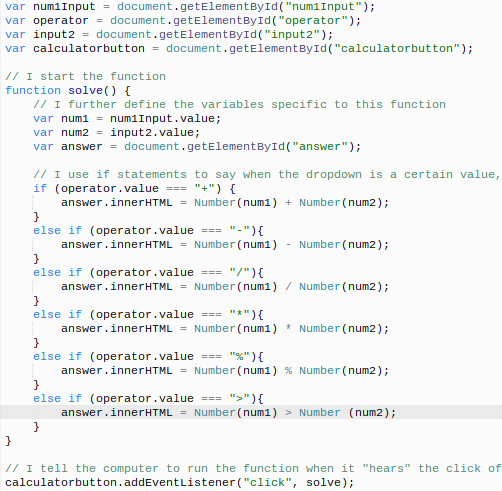 var num1Input = document.getElementById("num1Input");
var operator = document.getElementById("operator");
var input2 = document.getElementById("input2");
var calculatorbutton = document.getElementById("calculatorbutton");
// I start the function
function solve() {
// I further define the variables specific to this function
var num1 = num1Input.value;
var num2 = input2.value;
var answer = document.getElementById("answer");
// I use if statements to say when the dropdown is a certain value,
if (operator.value === "+") {
answer.innerHTML = Number(num1) + Number(num2);
}
else if (operator.value === "-"){
answer.innerHTML = Number(num1) - Number(num2);
}
else if (operator.value === "/"){
answer.innerHTML = Number(num1) / Number(num2);
}
else if (operator.value === "*"){
answer.innerHTML = Number(num1) * Number(num2);
}
else if (operator.value === "%"){
answer.innerHTML = Number(num1) % Number(num2);
}
else if (operator.value === ">"){
answer.innerHTML = Number(num1) > Number (num2);
}
}
// I tell the computer to run the function when it "hears" the click of
calculatorbutton.addEventListener("click", solve);